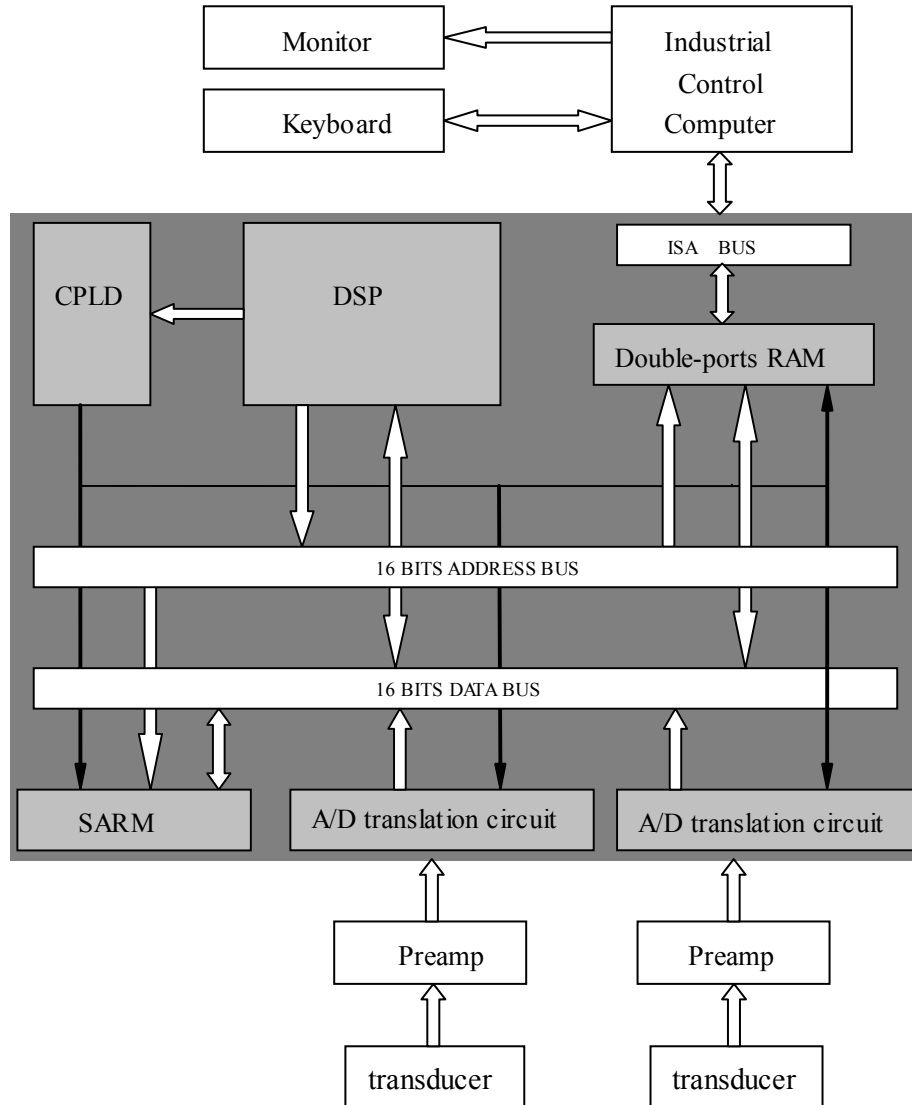 Monitor
Industrial
Control
Computer
Keyboard
ISA BUS
CPLD
DSP
Double-ports RAM
16 BITS ADDRESS BUS
16 BITS DATA BUS
SARM
A/D translation circuit
A/D translation circuit
Preamp
Preamp
transducer
transducer